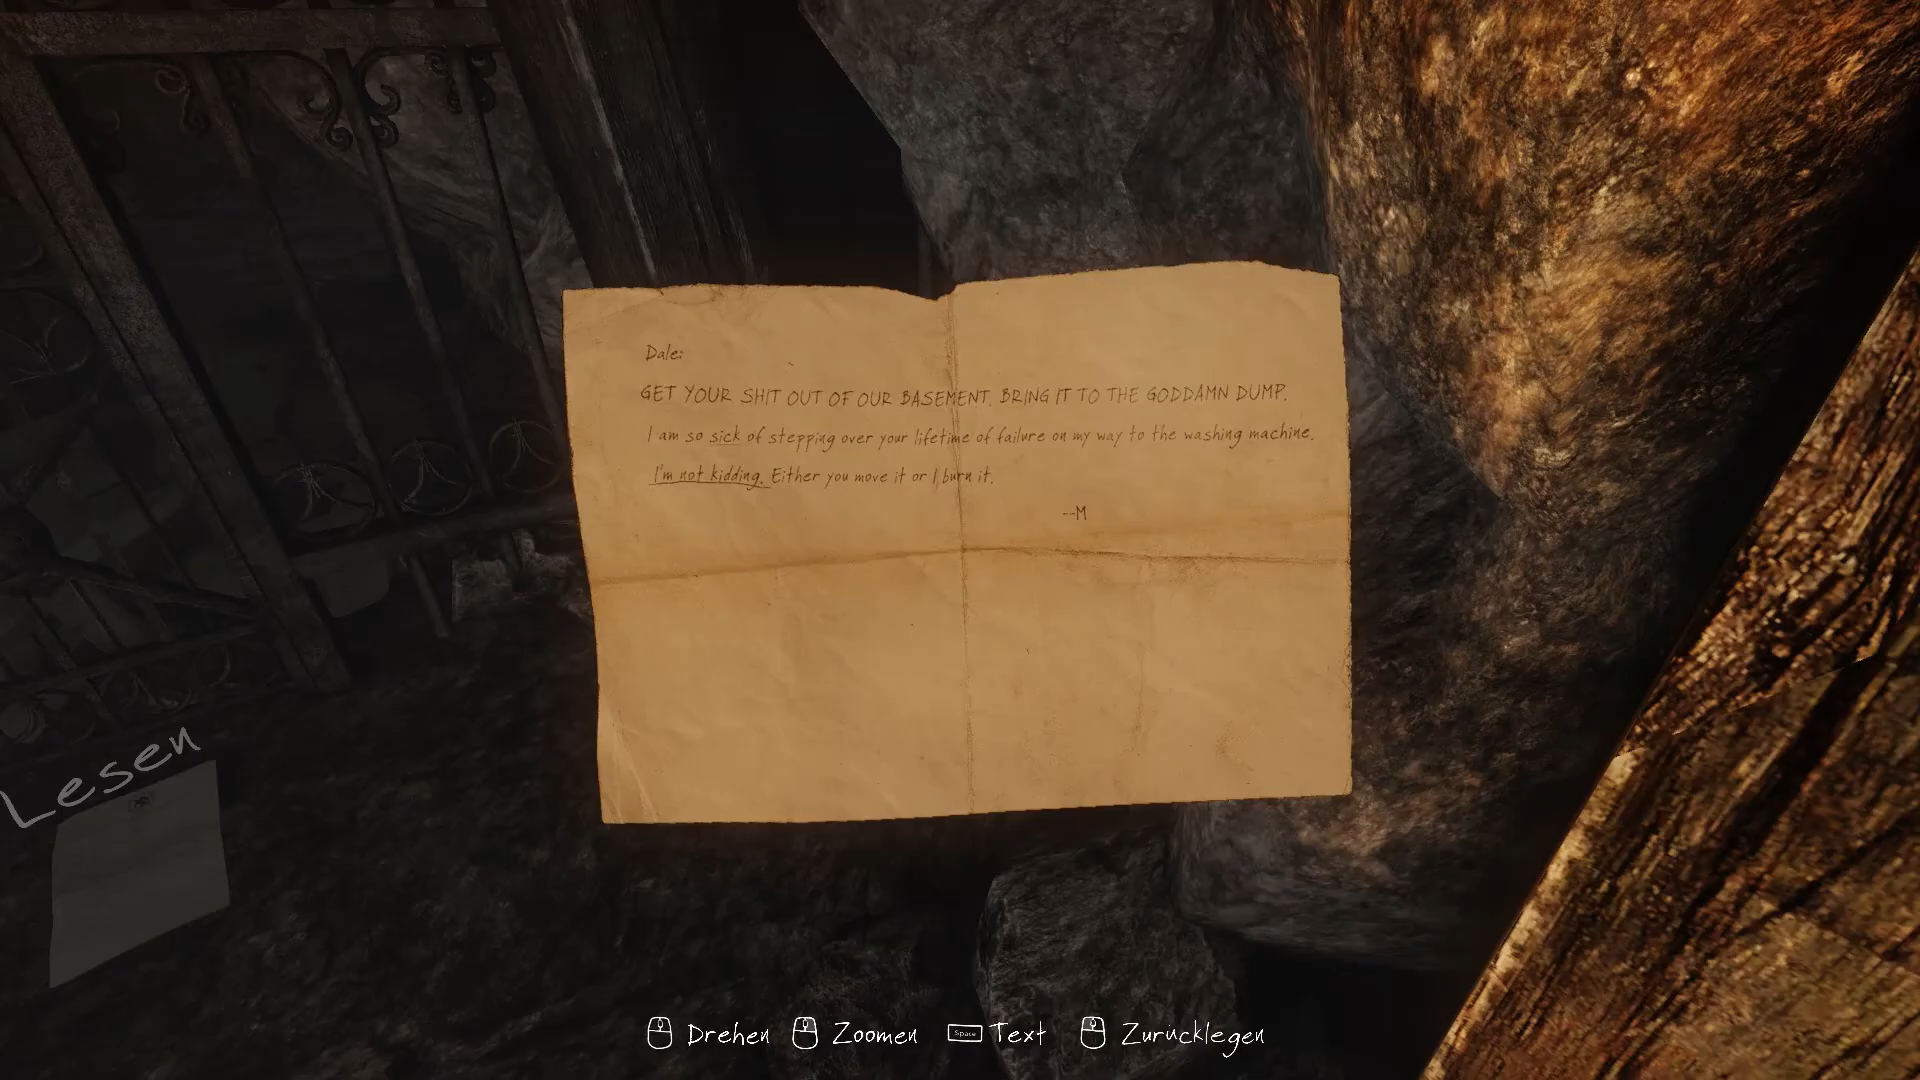 Dale:
GET YOUR SHIT OUT OF OUR BASEMENT. BRING IT TO THE GODDAMN DUMP.
I am so sick of stepping over your lifetime of failure on my way to the washing machine.
I'm not kidding. Either you move it or I burn it.
--M
Lesen
Drehen Zoomen Space Text Zurücklegen